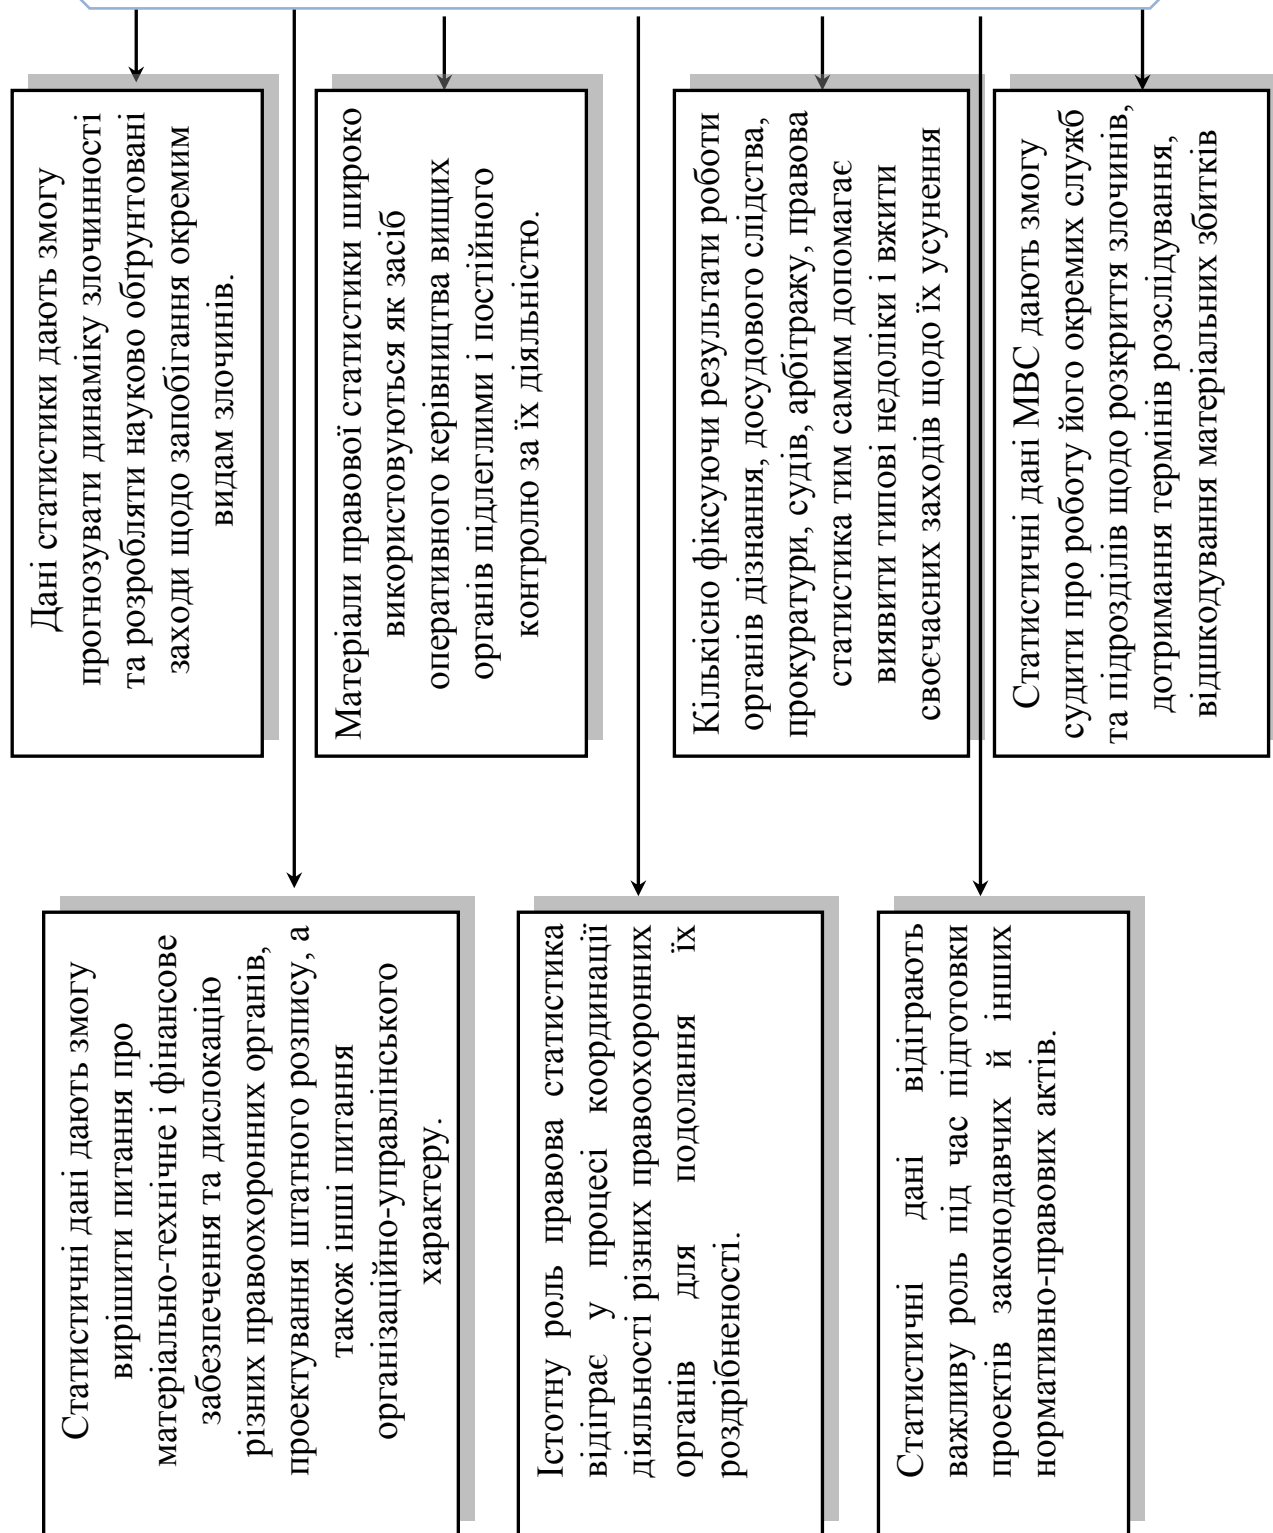 Дані статистики дають змогу
прогнозувати динаміку злочинності
та розробляти науково обґрунтовані
заходи щодо запобігання окремим
видам злочинів.
Статистичні дані дають змогу
вирішити питання про
матеріально-технічне і фінансове
забезпечення та дислокацію
різних правоохоронних органів,
проектування штатного розпису, а
також інші питання
організаційно-управлінського
характеру.
Матеріали правової статистики широко
використовуються як засіб
оперативного керівництва вищих
органів підлеглими і постійного
контролю за їх діяльністю.
Істотну роль правова статистика
відіграє у процесі координації
діяльності різних правоохоронних
органів для подолання їх
роздрібненості.
Кількісно фіксуючи результати роботи
органів дізнання, досудового слідства,
прокуратури, судів, арбітражу, правова
статистика тим самим допомагає
виявити типові недоліки і вжити
своєчасних заходів щодо їх усунення
Статистичні дані відіграють
важливу роль під час підготовки
проектів законодавчих й інших
нормативно-правових актів.
Статистичні дані МВС дають змогу
судити про роботу його окремих служб
та підрозділів щодо розкриття злочинів,
дотримання термінів розслідування,
відшкодування матеріальних збитків